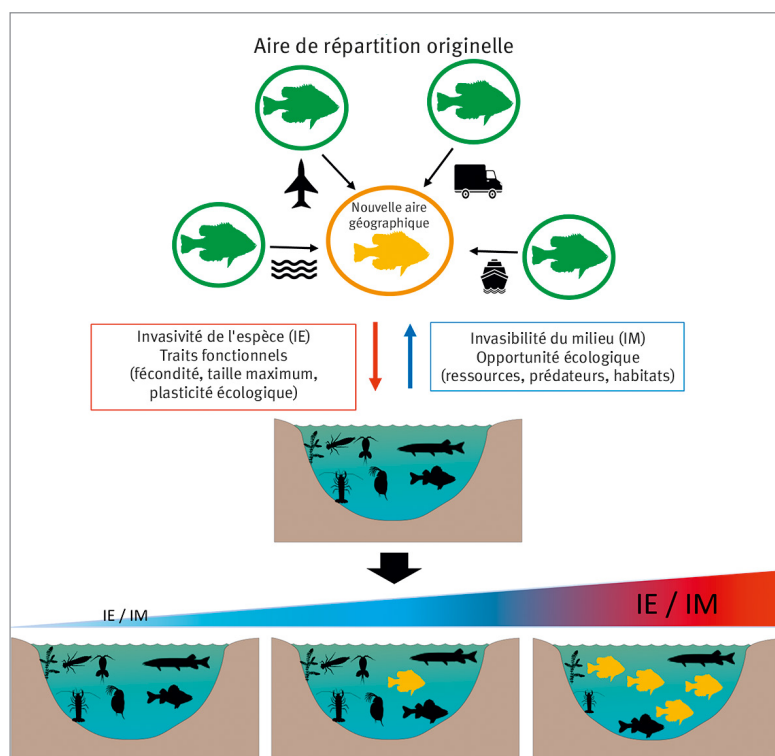 Aire de répartition originelle
Nouvelle aire
géographique
Invasivité de l'espèce (IE)
Traits fonctionnels
(fécondité, taille maximum,
plasticité écologique)
Invasibilité du milieu (IM)
Opportunité écologique
(ressources, prédateurs, habitats)
IE / IM
IE / IM